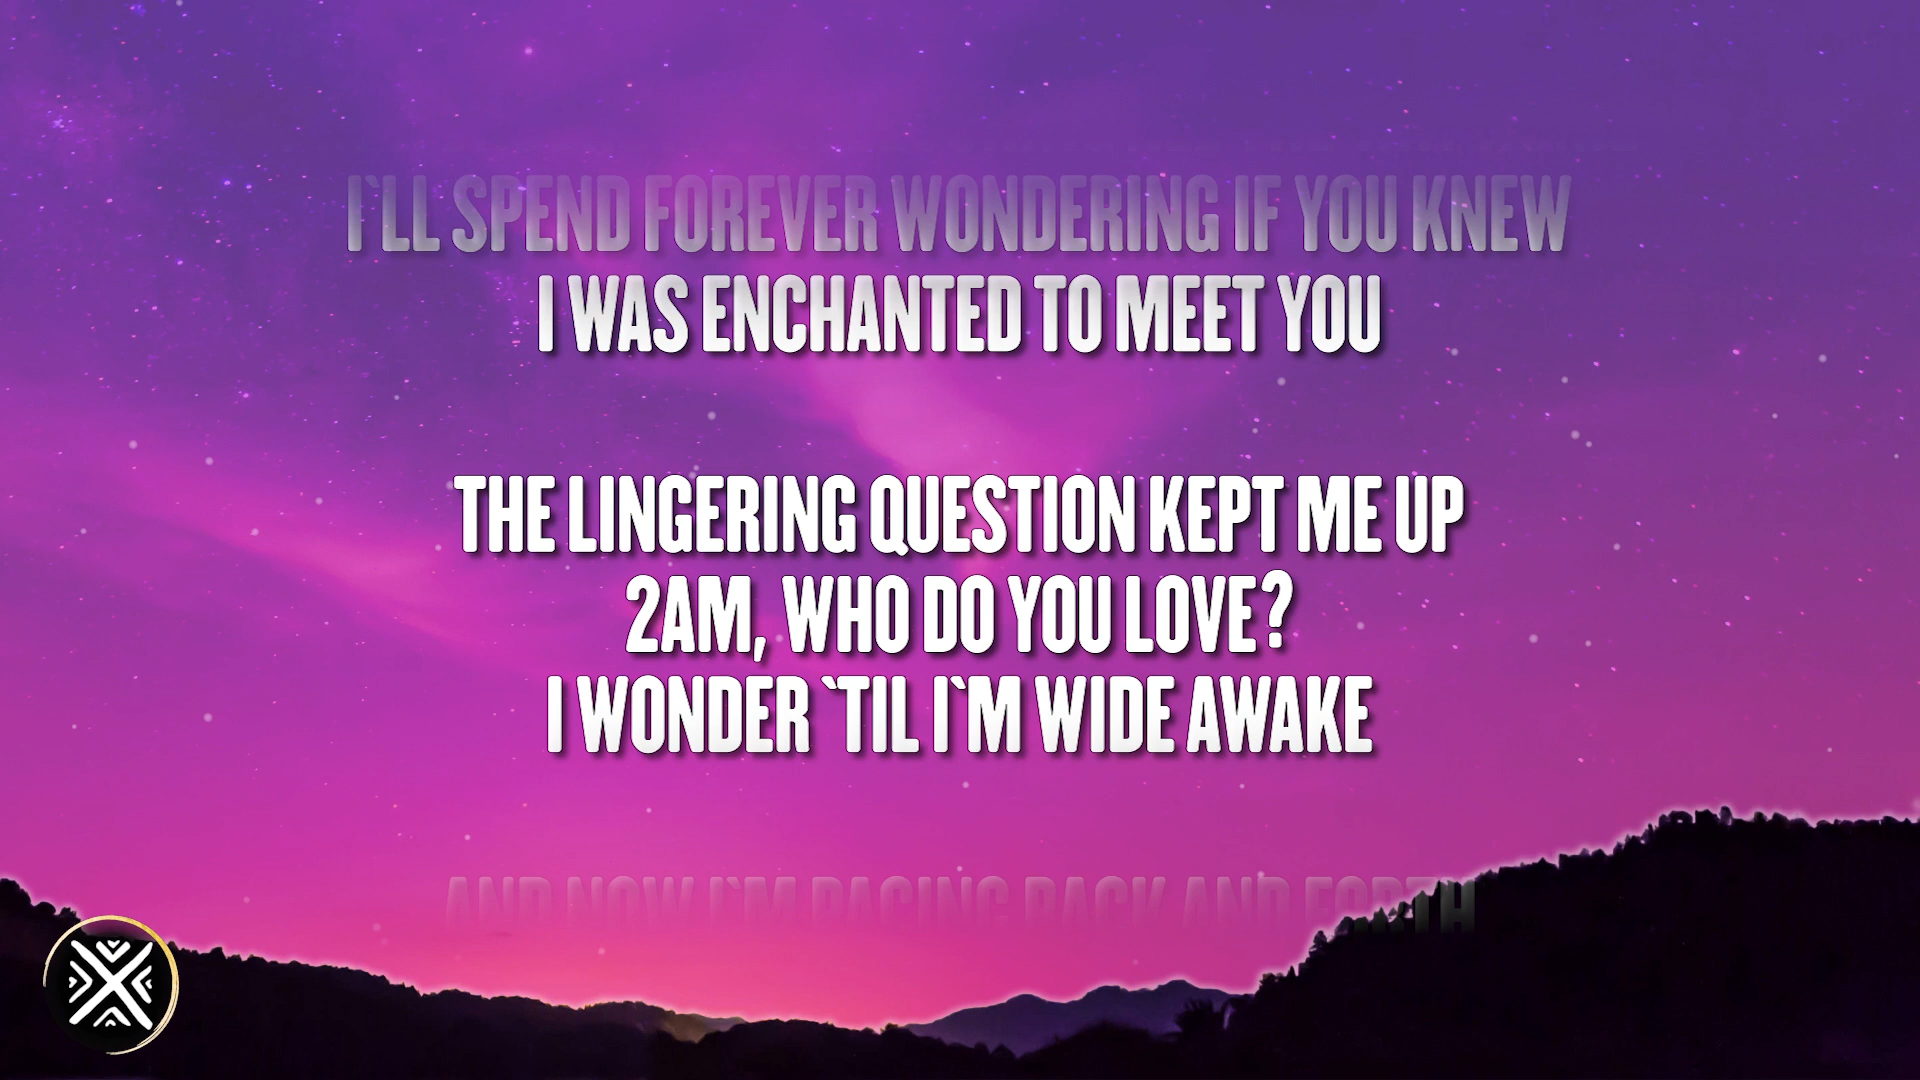 I`LL SPEND FOREVER WONDERING IF YOU KNEW
I WAS ENCHANTED TO MEET YOU
THE LINGERING QUESTION KEPT ME UP
2AM, WHO DO YOU LOVE?
I WONDER `TIL I`M WIDE AWAKE
AND NOW I`M PACING BACK AND FORTH